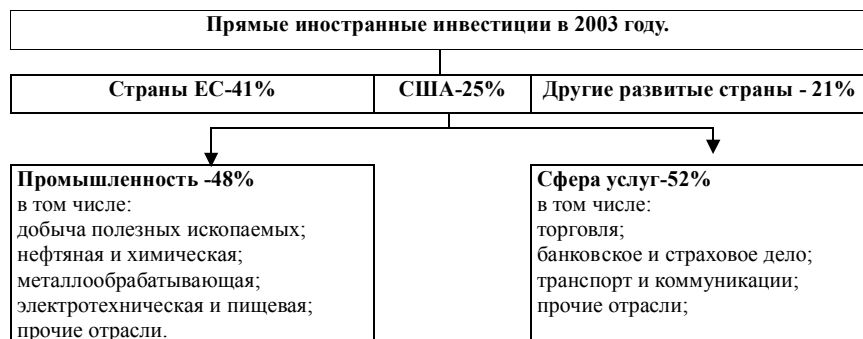 Прямые иностранные инвестиции в 2003 году.
Страны ЕС-41%
США-25%
Другие развитые страны - 21%
Промышленность -48%
в том числе:
добыча полезных ископаемых;
нефтяная и химическая;
металлообрабатывающая;
электротехническая и пищевая;
прочие отрасли.
Сфера услуг-52%
в том числе:
торговля;
банковское и страховое дело;
транспорт и коммуникации;
прочие отрасли;